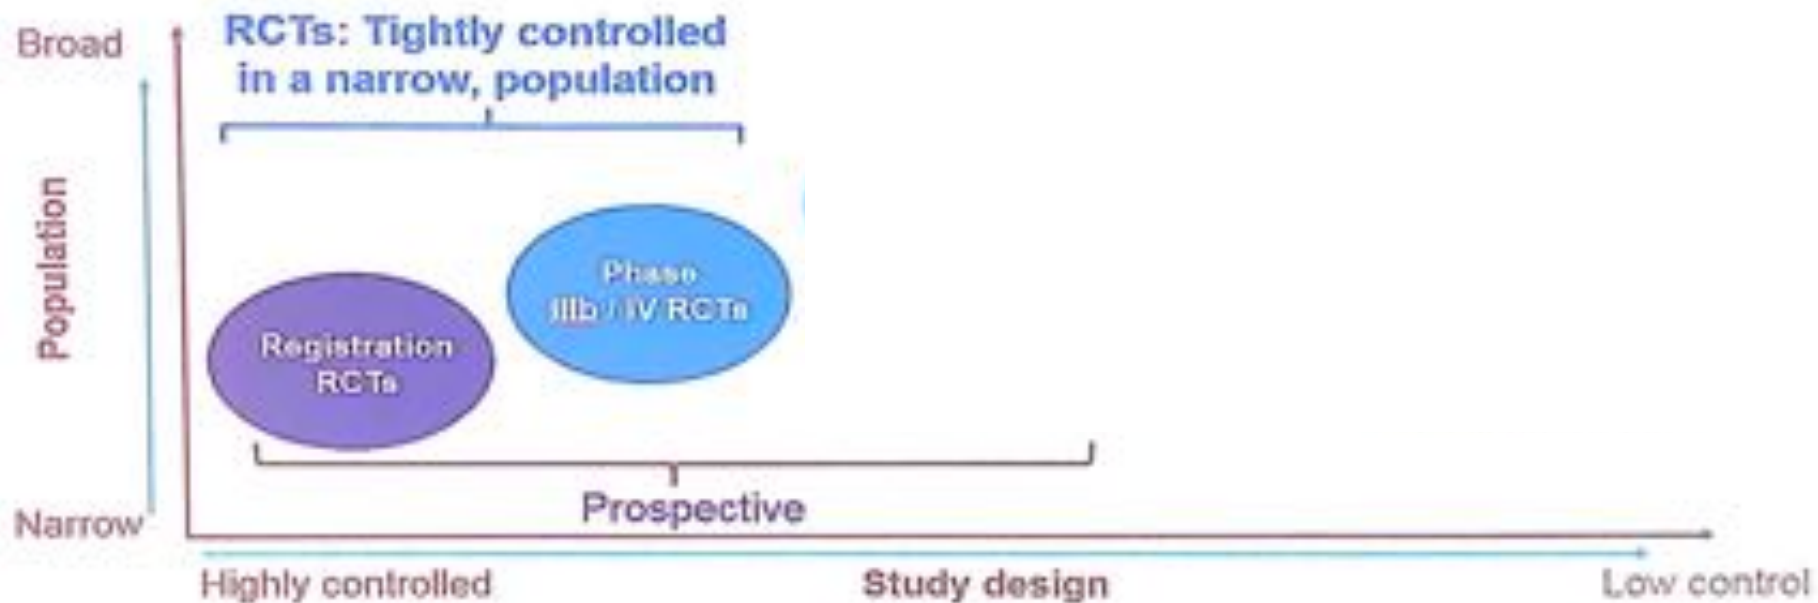 Broad
RCTs: Tightly controlled
in a narrow, population
Population
Phase
IIIb / IV RCTs
Registration
RCTs
Prospective
Narrow
Highly controlled
Study design
Low control